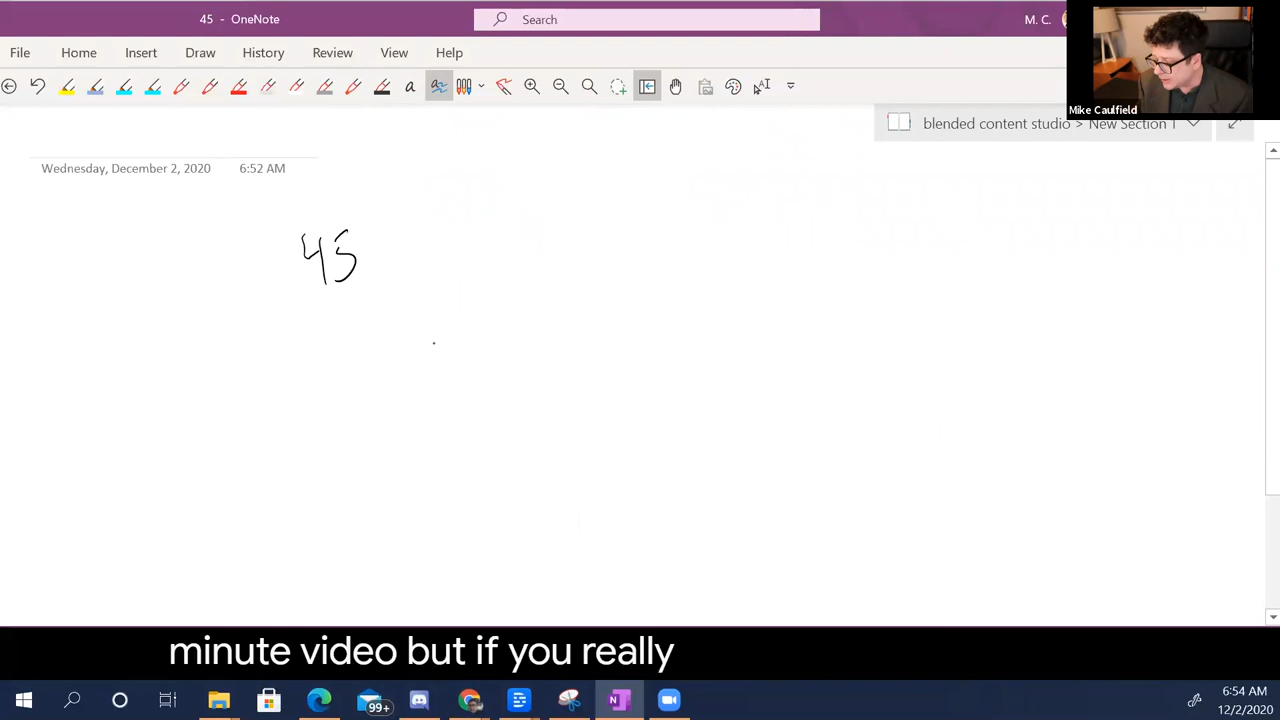 45 - OneNote
Search
M. C.
File Home Insert Draw History Review View Help
Mike Caulfield
blended content studio > New Section 1
Wednesday, December 2, 2020 6:52 AM
45
minute video but if you really
99+
6:54 AM
12/2/2020